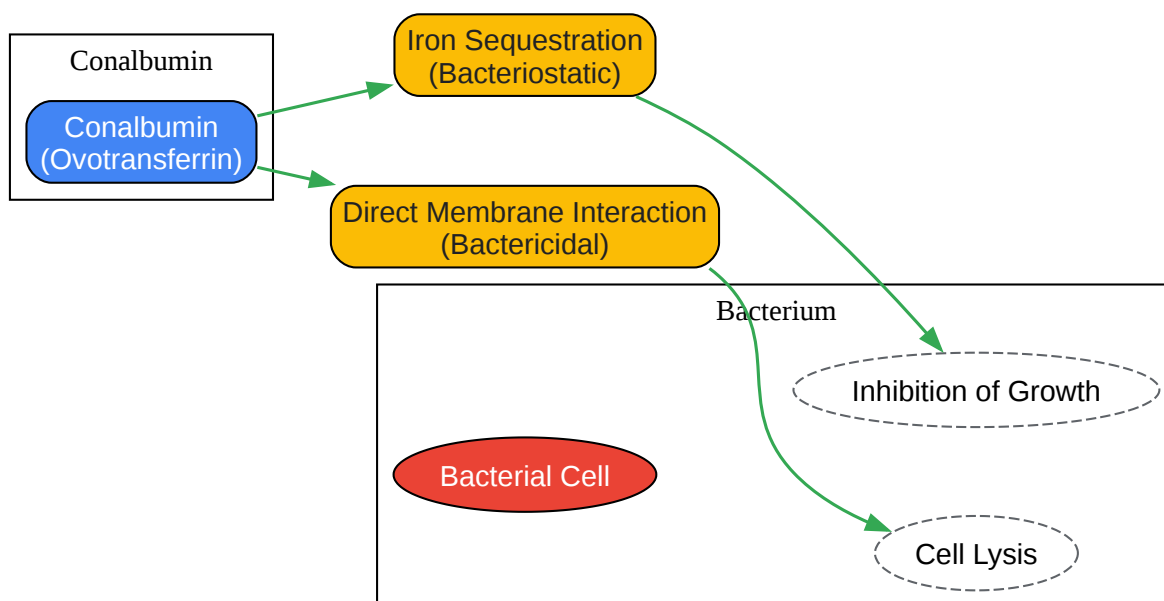 Conalbumin
Conalbumin
(Ovotransferrin)
Iron Sequestration
(Bacteriostatic)
Direct Membrane Interaction
(Bactericidal)
Bacterium
Inhibition of Growth
Bacterial Cell
Cell Lysis